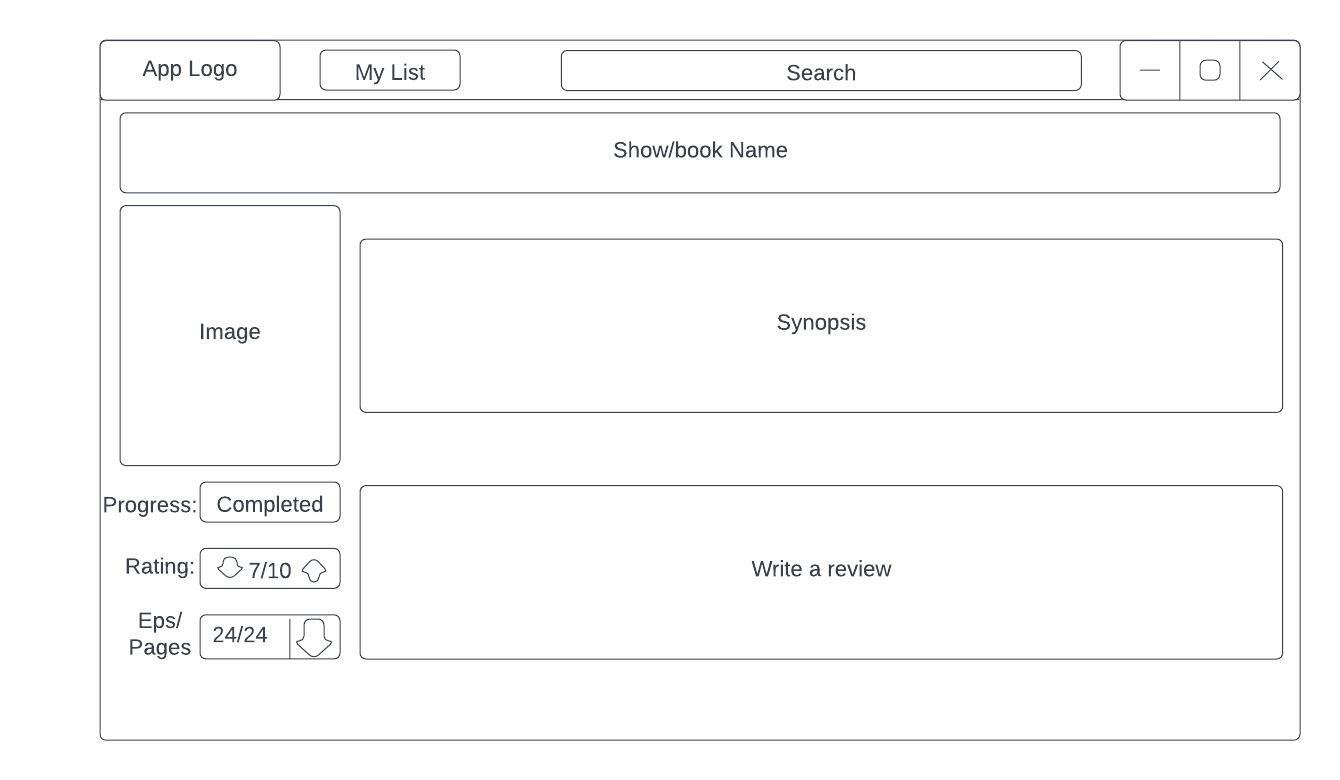 App Logo
My List
Search
Show/book Name
Image
Synopsis
Progress: Completed
Rating: 7/10
Eps/
Pages
24/24
Write a review